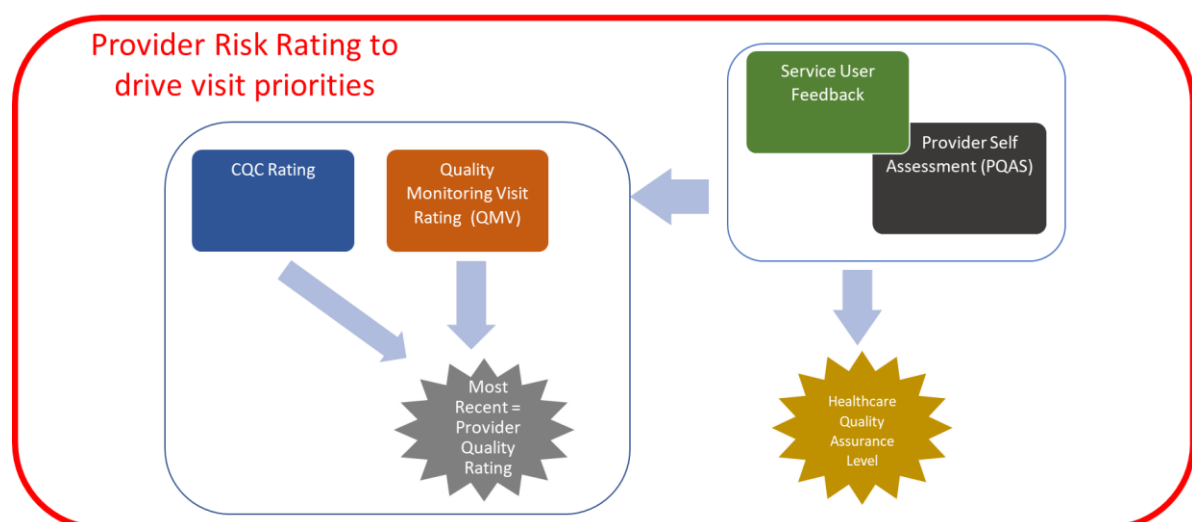 Provider Risk Rating to
drive visit priorities
Service User
Feedback
Provider Self
Assessment (PQAS)
CQC Rating
Quality
Monitoring Visit
Rating (QMV)
Most
Recent =
Provider
Quality
Rating
Healthcare
Quality
Assurance
Level